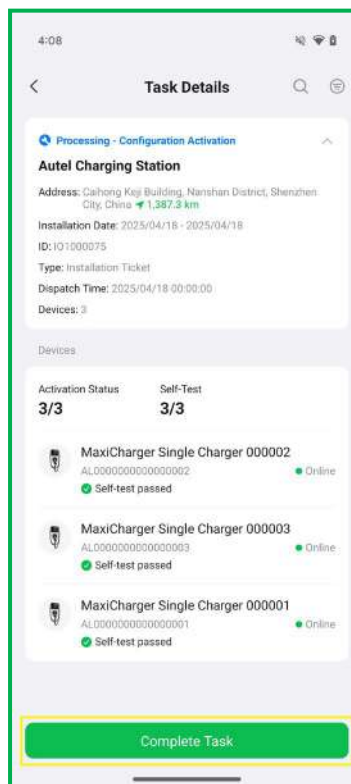 4:08
Task Details
Processing - Configuration Activation
Autel Charging Station
Address: Caihong Keji Building, Nanshan District, Shenzhen
City, China 1,387.3 km
Installation Date: 2025/04/18 - 2025/04/18
ID: IO1000075
Type: Installation Ticket
Dispatch Time: 2025/04/18 00:00:00
Devices: 3
Devices
Activation Status Self-Test
3/3 3/3
MaxiCharger Single Charger 000002
AL0000000000000002 Online
Self-test passed
MaxiCharger Single Charger 000003
AL0000000000000003 Online
Self-test passed
MaxiCharger Single Charger 000001
AL0000000000000001 Online
Self-test passed
Complete Task